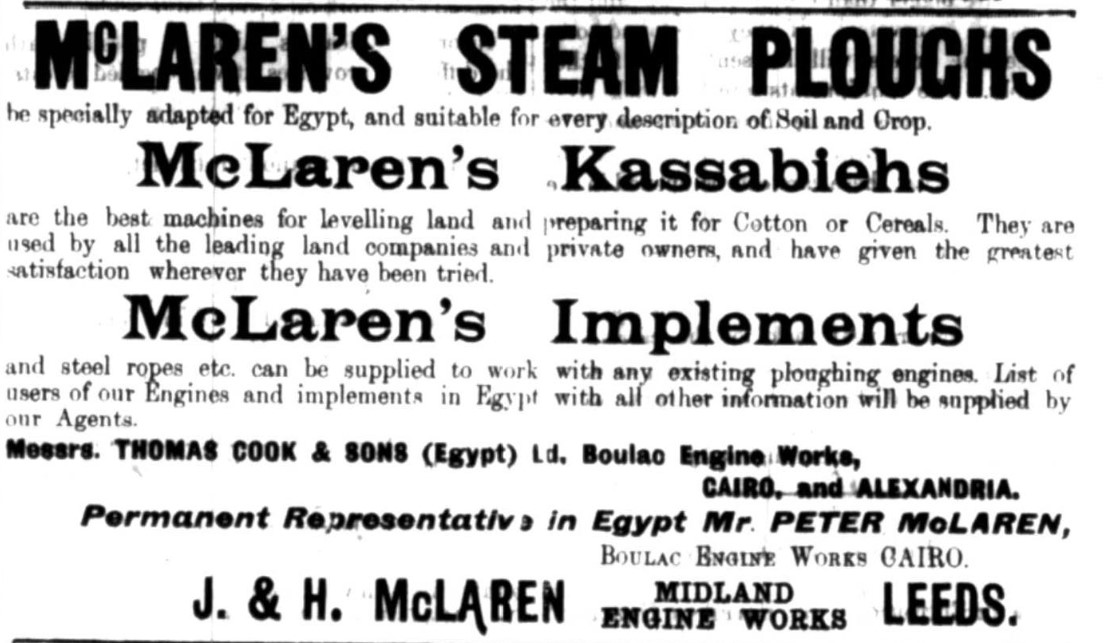 McLAREN'S STEAM PLOUGHS
be specially adapted for Egypt, and suitable for every description of Soil and Crop.
McLaren's Kassabiehs
are the best machines for levelling land and preparing it for Cotton or Cereals. They are
used by all the leading land companies and private owners, and have given the greatest
satisfaction wherever they have been tried.
McLaren's Implements
and steel ropes etc. can be supplied to work with any existing ploughing engines. List of
users of our Engines and implements in Egypt with all other information will be supplied by
our Agents.
Messrs. THOMAS COOK & SONS (Egypt) Ld. Boulac Engine Works,
CAIRO, and ALEXANDRIA.
Permanent Representative in Egypt Mr. PETER McLAREN,
BOULAC ENGINE WORKS CAIRO.
J. & H. McLAREN MIDLAND ENGINE WORKS LEEDS.